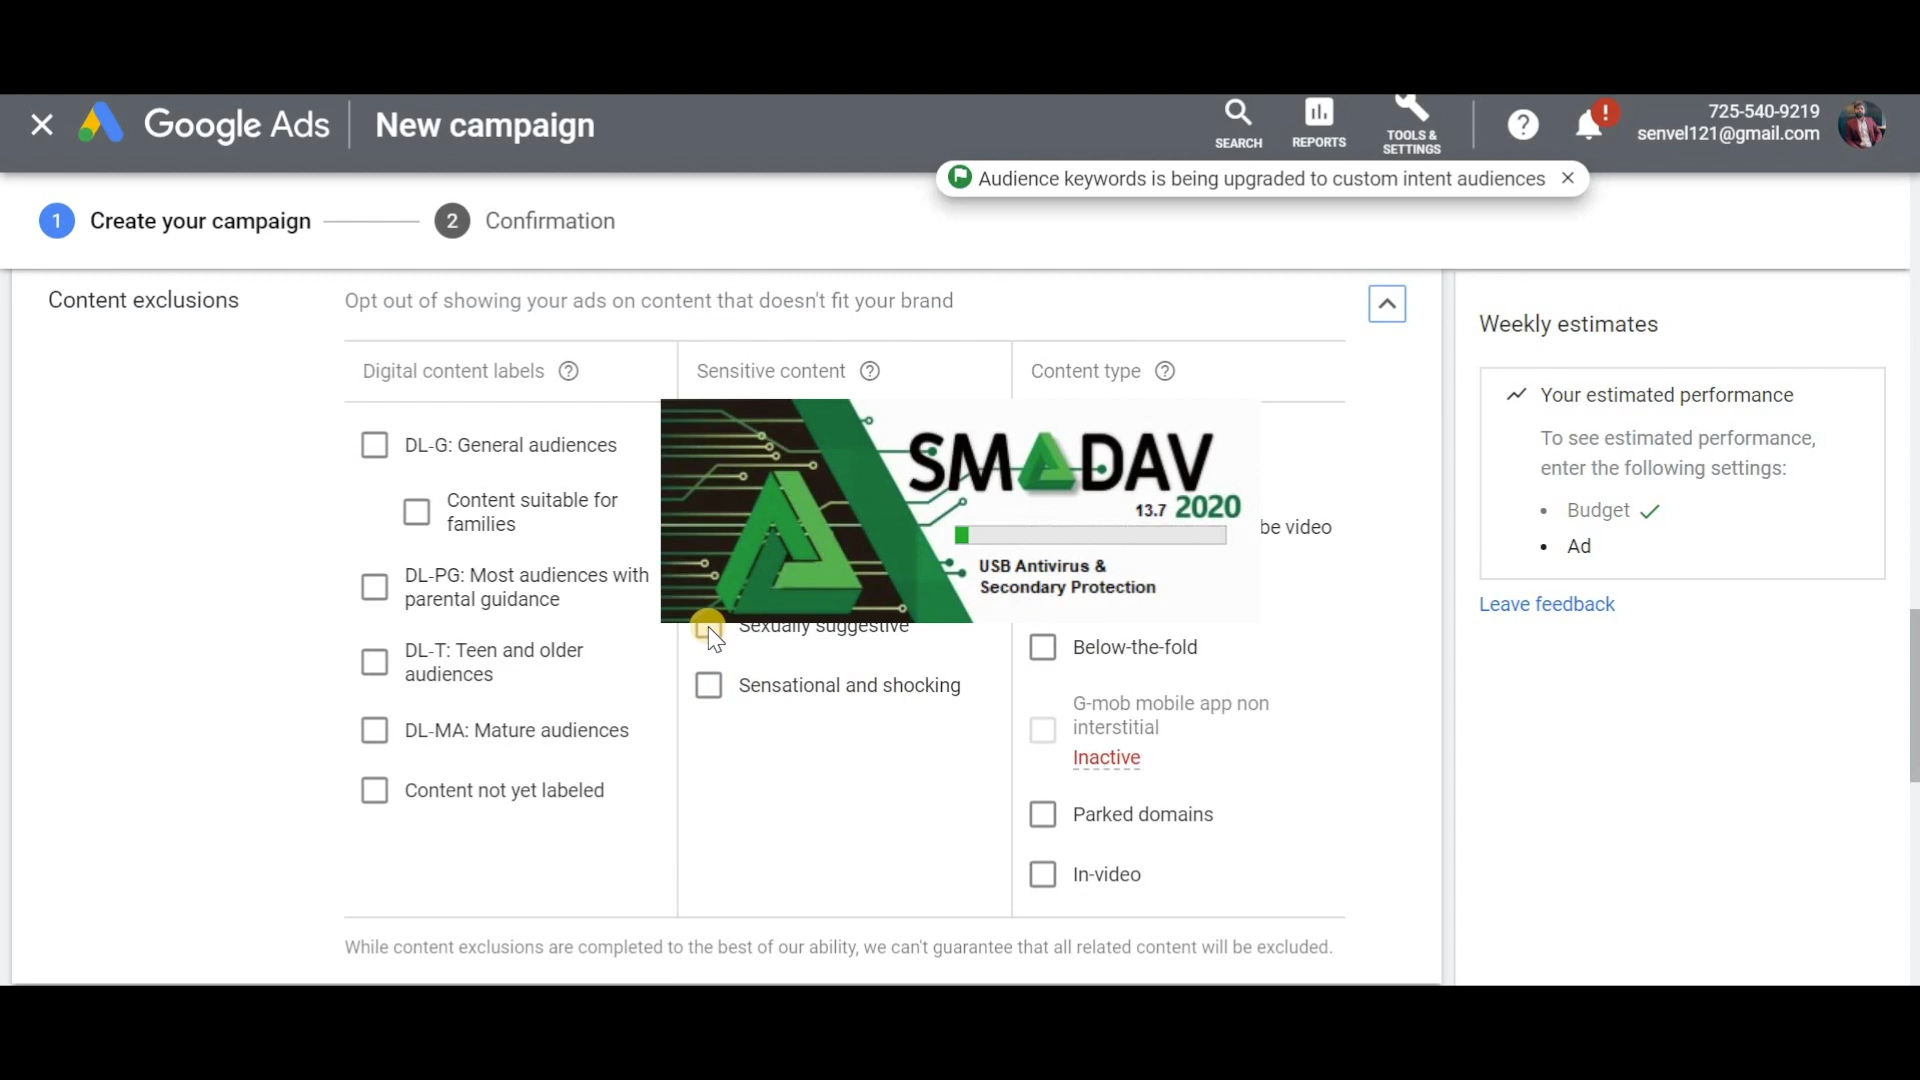 Google Ads
New campaign
SEARCH
REPORTS
TOOLS &
SETTINGS
?
!
725-540-9219
senvel121@gmail.com
Audience keywords is being upgraded to custom intent audiences
1
Create your campaign
2
Confirmation
Content exclusions
Opt out of showing your ads on content that doesn't fit your brand
Digital content labels ?
DL-G: General audiences
Content suitable for
families
DL-PG: Most audiences with
parental guidance
DL-T: Teen and older
audiences
DL-MA: Mature audiences
Content not yet labeled
Sensitive content ?
Sexually suggestive
Sensational and shocking
Content type ?
be video
Below-the-fold
G-mob mobile app non
interstitial
Inactive
Parked domains
In-video
SMADAV
13.7 2020
USB Antivirus &
Secondary Protection
While content exclusions are completed to the best of our ability, we can't guarantee that all related content will be excluded.
Weekly estimates
Your estimated performance
To see estimated performance,
enter the following settings:
• Budget
• Ad
Leave feedback